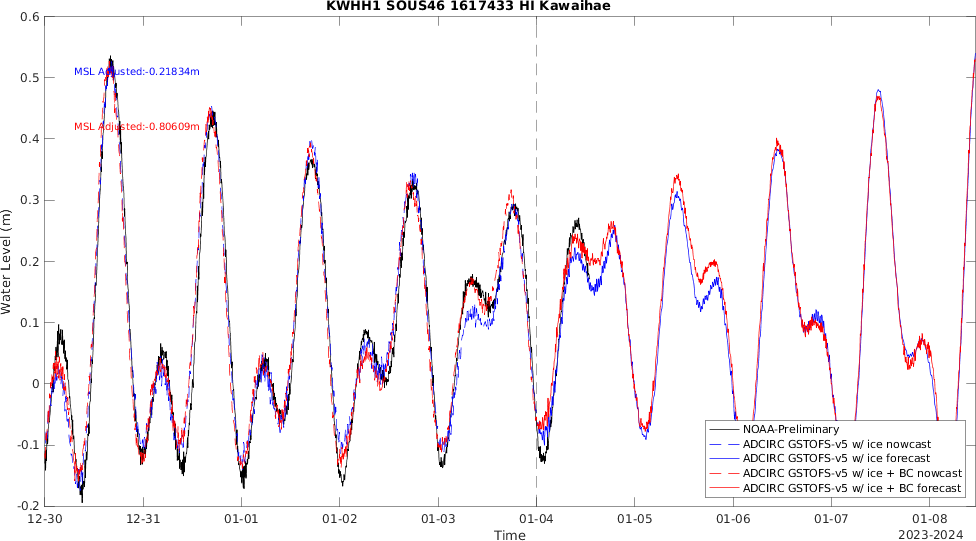 KWHH1 SOUS46 1617433 HI Kawaihae
0.6
0.5
0.4
0.3
0.2
0.1
0
-0.1
-0.2
Water Level (m)
MSL Adjusted:-0.21834m
MSL Adjusted:-0.80609m
NOAA-Preliminary
ADCIRC GSTOFS-v5 w/ ice nowcast
ADCIRC GSTOFS-v5 w/ ice forecast
ADCIRC GSTOFS-v5 w/ ice + BC nowcast
ADCIRC GSTOFS-v5 w/ ice + BC forecast
12-30 12-31 01-01 01-02 01-03 01-04 01-05 01-06 01-07 01-08
Time
2023-2024